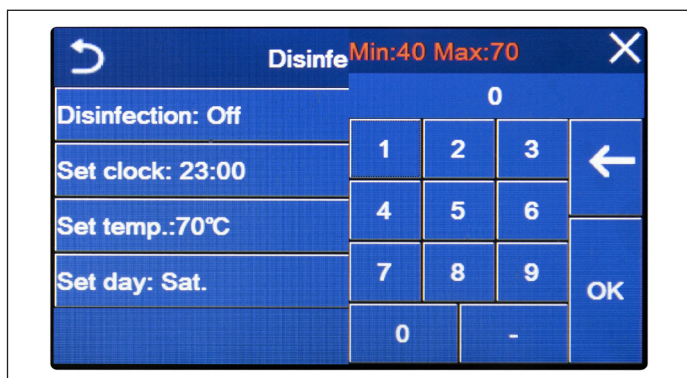 Disinfe
Min:40 Max:70
0
Disinfection: Off
Set clock: 23:00
Set temp.:70℃
Set day: Sat.
1 2 3
4 5 6
7 8 9
OK
0 -